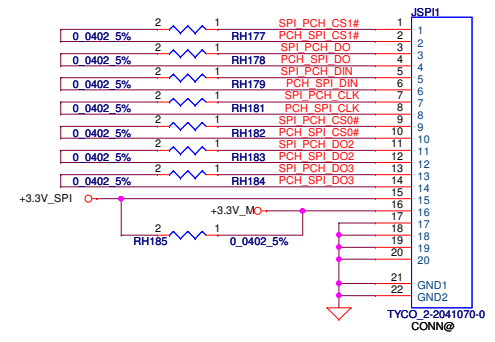 JSPI1
2 1 SPI_PCH_CS1# 1 1
0_0402_5% RH177 PCH_SPI_CS1# 2 2
2 1 SPI_PCH_DO 3 3
0_0402_5% RH178 PCH_SPI_DO 4 4
2 1 SPI_PCH_DIN 5 5
0_0402_5% RH179 PCH_SPI_DIN 6 6
2 1 SPI_PCH_CLK 7 7
0_0402_5% RH181 PCH_SPI_CLK 8 8
2 1 SPI_PCH_CS0# 9 9
0_0402_5% RH182 PCH_SPI_CS0# 10 10
2 1 SPI_PCH_DO2 11 11
0_0402_5% RH183 PCH_SPI_DO2 12 12
2 1 SPI_PCH_DO3 13 13
0_0402_5% RH184 PCH_SPI_DO3 14 14
+3.3V_SPI 15 15
+3.3V_M 16 16
17 17
2 1 18 18
RH185 0_0402_5% 19 19
20 20
21 GND1
22 GND2
TYCO_2-2041070-0
CONN@